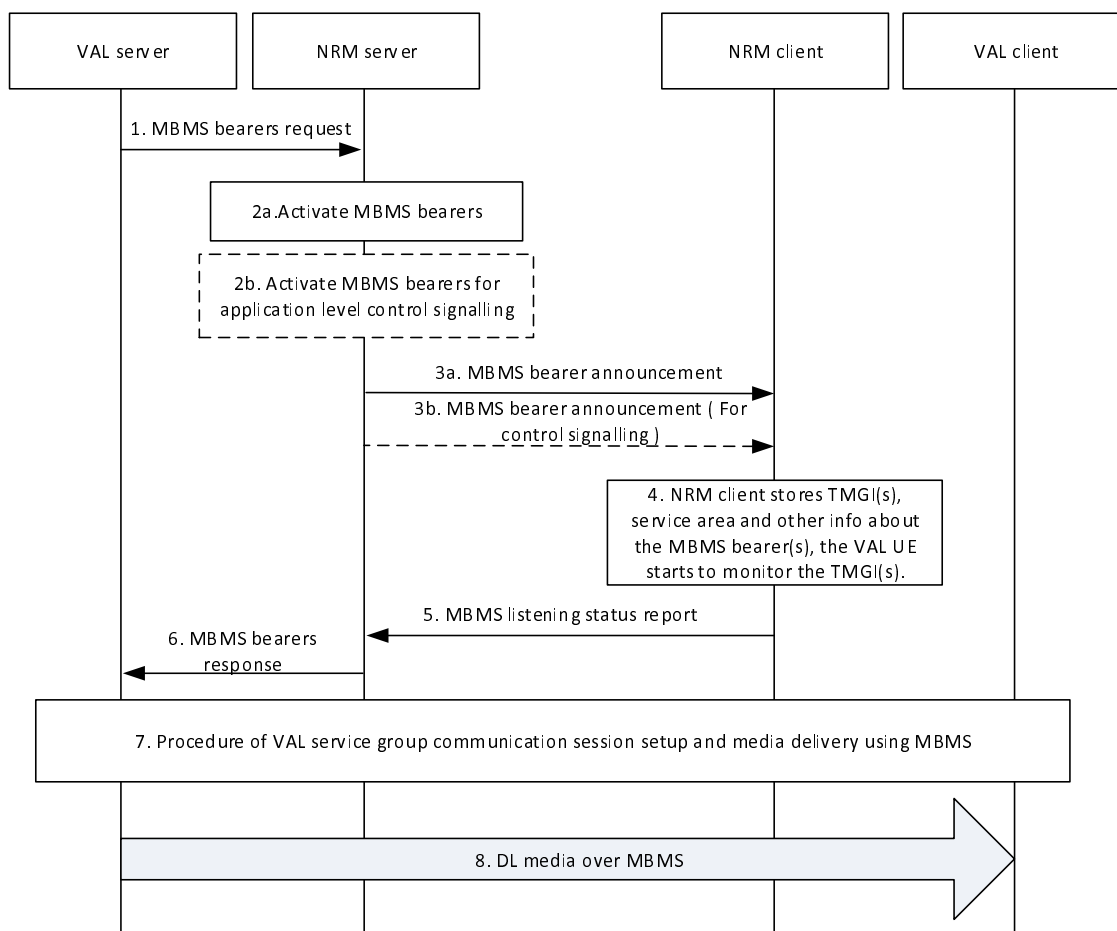 VAL server
NRM server
NRM client
VAL client
1. MBMS bearers request
2a.Activate MBMS bearers
2b. Activate MBMS bearers for
application level control signalling
3a. MBMS bearer announcement
3b. MBMS bearer announcement ( For
control signalling )
4. NRM client stores TMGI(s),
service area and other info about
the MBMS bearer(s), the VAL UE
starts to monitor the TMGI(s).
5. MBMS listening status report
6. MBMS bearers
response
7. Procedure of VAL service group communication session setup and media delivery using MBMS
8. DL media over MBMS